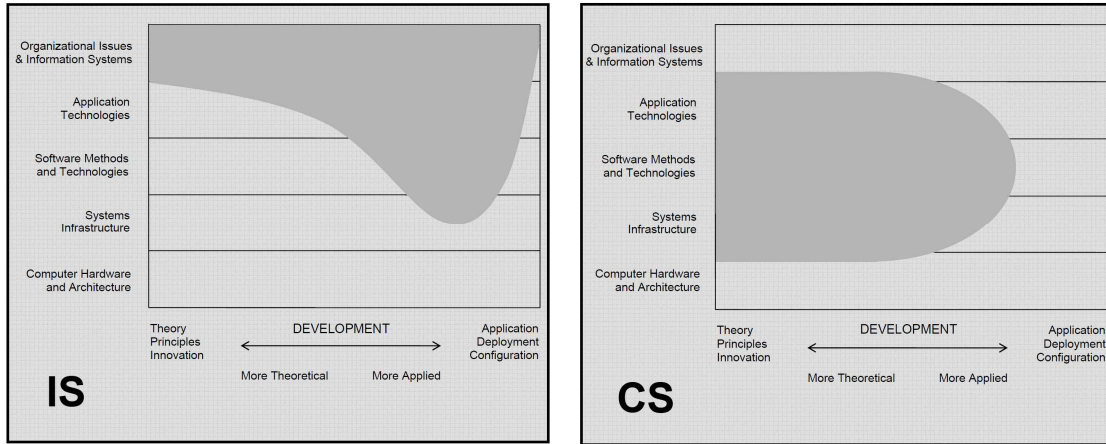 Organizational Issues
& Information Systems
Application
Technologies
Software Methods
and Technologies
Systems
Infrastructure
Computer Hardware
and Architecture
Theory
Principles
Innovation
DEVELOPMENT
Application
Deployment
Configuration
More Theoretical
More Applied
IS
Organizational Issues
& Information Systems
Application
Technologies
Software Methods
and Technologies
Systems
Infrastructure
Computer Hardware
and Architecture
Theory
Principles
Innovation
DEVELOPMENT
Application
Deployment
Configuration
More Theoretical
More Applied
CS